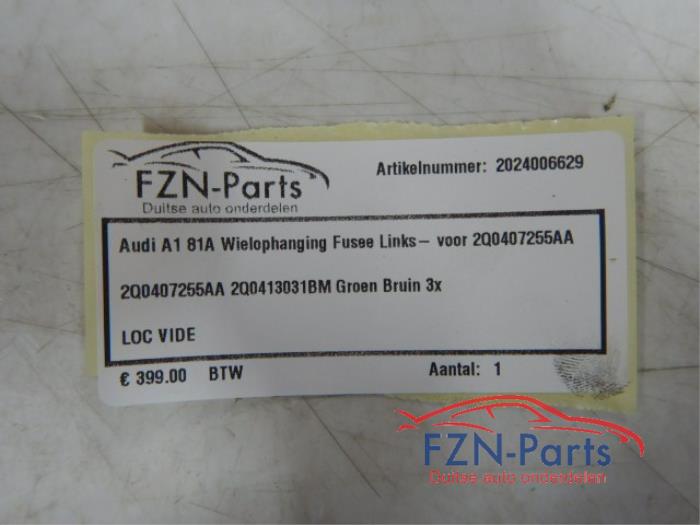 FZN-Parts
Duitse auto onderdelen
Artikelnummer: 2024006629
Audi A1 81A Wielophanging Fusee Links- voor 2Q0407255AA
2Q0407255AA 2Q0413031BM Groen Bruin 3x
LOC VIDE
€ 399.00 BTW Aantal: 1
FZN-Parts
Duitse auto onderdelen